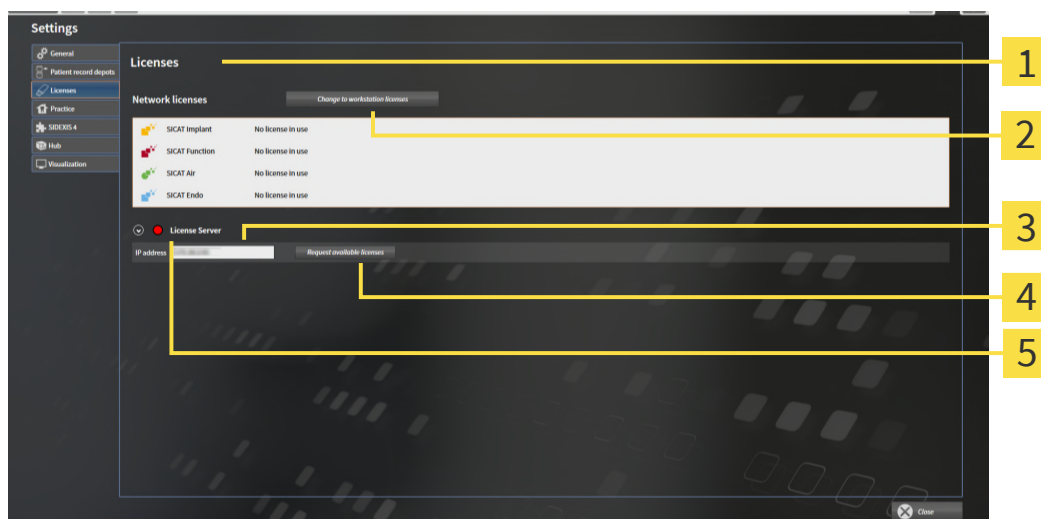 Settings
General
Patient record depots
Licenses
Practice
SIDEXIS 4
Hub
Visualization
Licenses
Network licenses
Change to workstation licenses
SICAT Implant No license in use
SICAT Function No license in use
SICAT Air No license in use
SICAT Endo No license in use
License Server
IP address
Request available licenses
Close
1
2
3
4
5